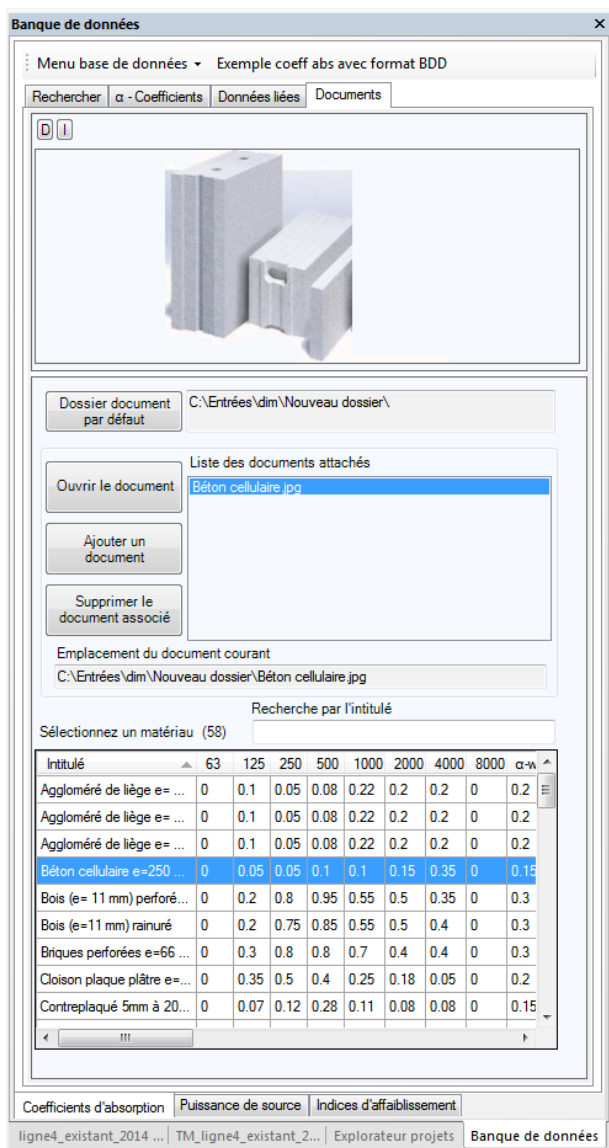 Banque de données
Menu base de données Exemple coeff abs avec format BDD
Rechercher α - Coefficients Données liées Documents
D I
Dossier document par défaut
C:\Entrées\dim\Nouveau dossier\
Liste des documents attachés
Ouvrir le document
Béton cellulaire.jpg
Ajouter un document
Supprimer le document associé
Emplacement du document courant
C:\Entrées\dim\Nouveau dossier\Béton cellulaire.jpg
Recherche par l'intitulé
Sélectionnez un matériau (58)
Intitulé 63 125 250 500 1000 2000 4000 8000 α-w
Aggloméré de liège e= ... 0 0.1 0.05 0.08 0.22 0.2 0.2 0 0.2
Aggloméré de liège e= ... 0 0.1 0.05 0.08 0.22 0.2 0.2 0 0.2
Aggloméré de liège e= ... 0 0.1 0.05 0.08 0.22 0.2 0.2 0 0.2
Béton cellulaire e=250 ... 0 0.05 0.05 0.1 0.1 0.15 0.35 0 0.15
Bois (e= 11 mm) perforé... 0 0.2 0.8 0.95 0.55 0.5 0.35 0 0.3
Bois (e=11 mm) rainuré 0 0.2 0.75 0.85 0.55 0.5 0.4 0 0.3
Briques perforées e=66 ... 0 0.3 0.8 0.8 0.7 0.4 0.4 0 0.3
Cloison plaque plâtre e=... 0 0.35 0.5 0.4 0.25 0.18 0.05 0 0.2
Contreplaqué 5mm à 20... 0 0.07 0.12 0.28 0.11 0.08 0.08 0 0.15
Coefficients d'absorption Puissance de source Indices d'affaiblissement
ligne4_existant_2014 ... TM_ligne4_existant_2... Explorateur projets Banque de données